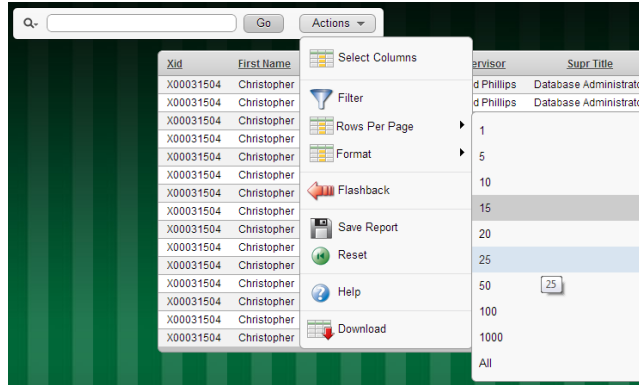 Go Actions
Xid First Name ervisor Supr Title
X00031504 Christopher d Phillips Database Administrato
X00031504 Christopher d Phillips Database Administrato
X00031504 Christopher
X00031504 Christopher
X00031504 Christopher
X00031504 Christopher
X00031504 Christopher
X00031504 Christopher
X00031504 Christopher
X00031504 Christopher
X00031504 Christopher
X00031504 Christopher
X00031504 Christopher
X00031504 Christopher
X00031504 Christopher
Select Columns
Filter
Rows Per Page
Format
Flashback
Save Report
Reset
Help
Download
1
5
10
15
20
25
50
25
100
1000
All